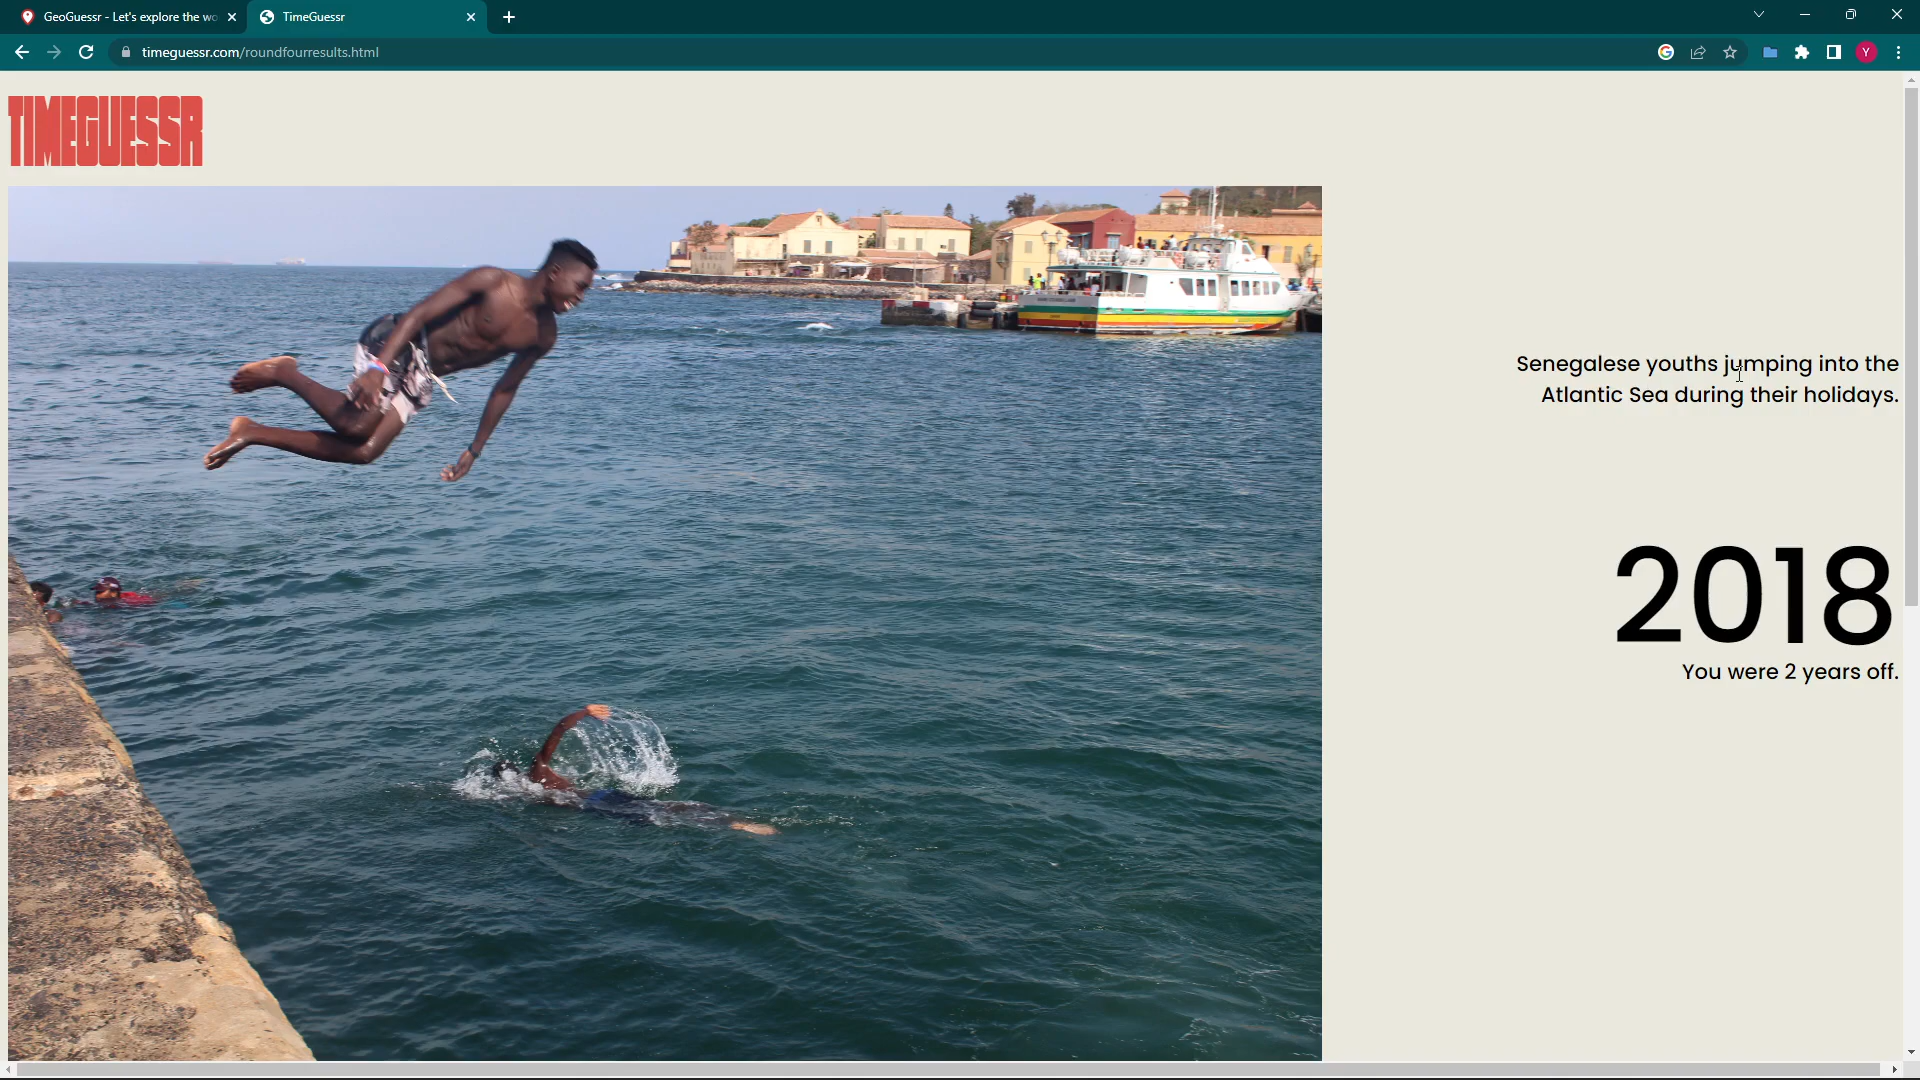 GeoGuessr - Let's explore the wo
TimeGuessr
timeguessr.com/roundfourresults.html
Y
TIMEGUESSR
Senegalese youths jumping into the
Atlantic Sea during their holidays.
2018
You were 2 years off.